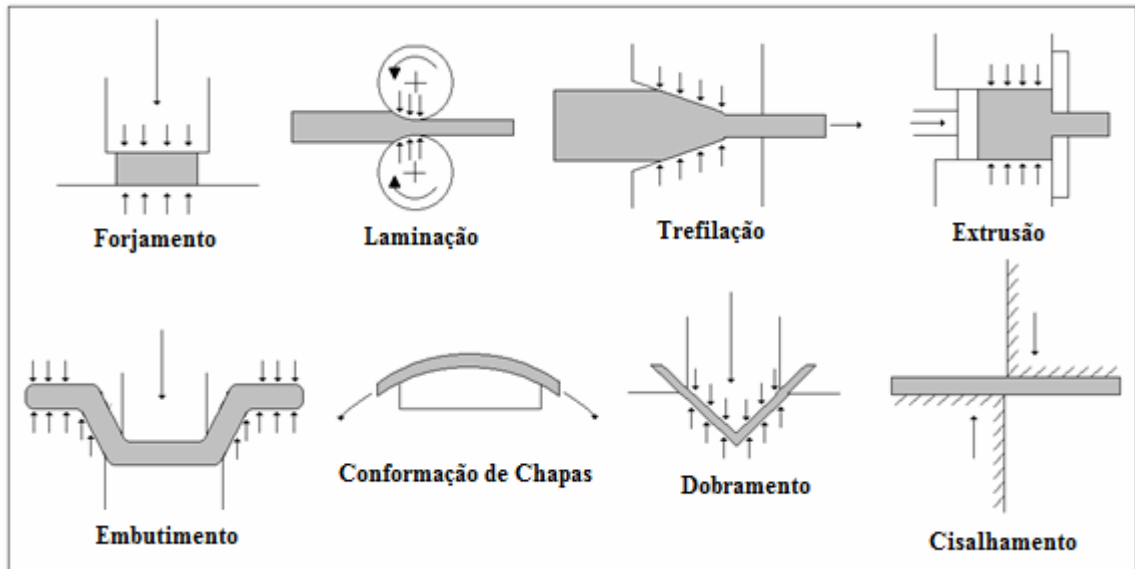 Forjamento
Laminação
Trefilação
Extrusão
Embutimento
Conformação de Chapas
Dobramento
Cisalhamento